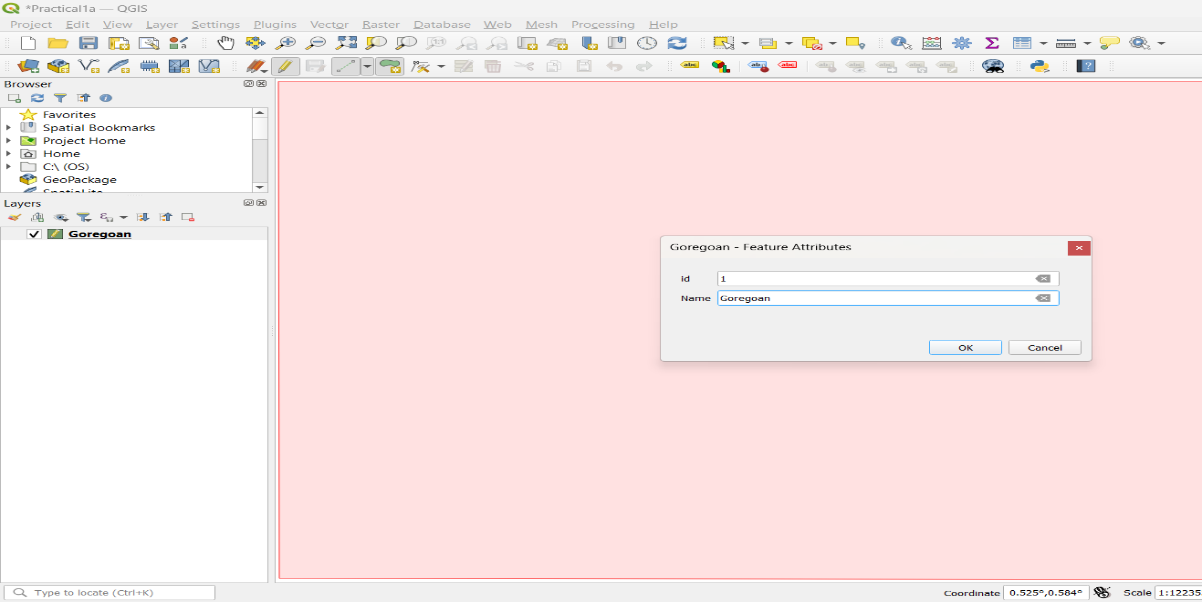 *Practical1a — QGIS
Project Edit View Layer Settings Plugins Vector Raster Database Web Mesh Processing Help
Browser
Favorites
Spatial Bookmarks
Project Home
Home
C:\ (OS)
GeoPackage
SpatiaLite
Layers
Goregoan
Goregoan - Feature Attributes
id 1
Name Goregoan
OK Cancel
Type to locate (Ctrl+K)
Coordinate 0.525°,0.584° Scale 1:12235